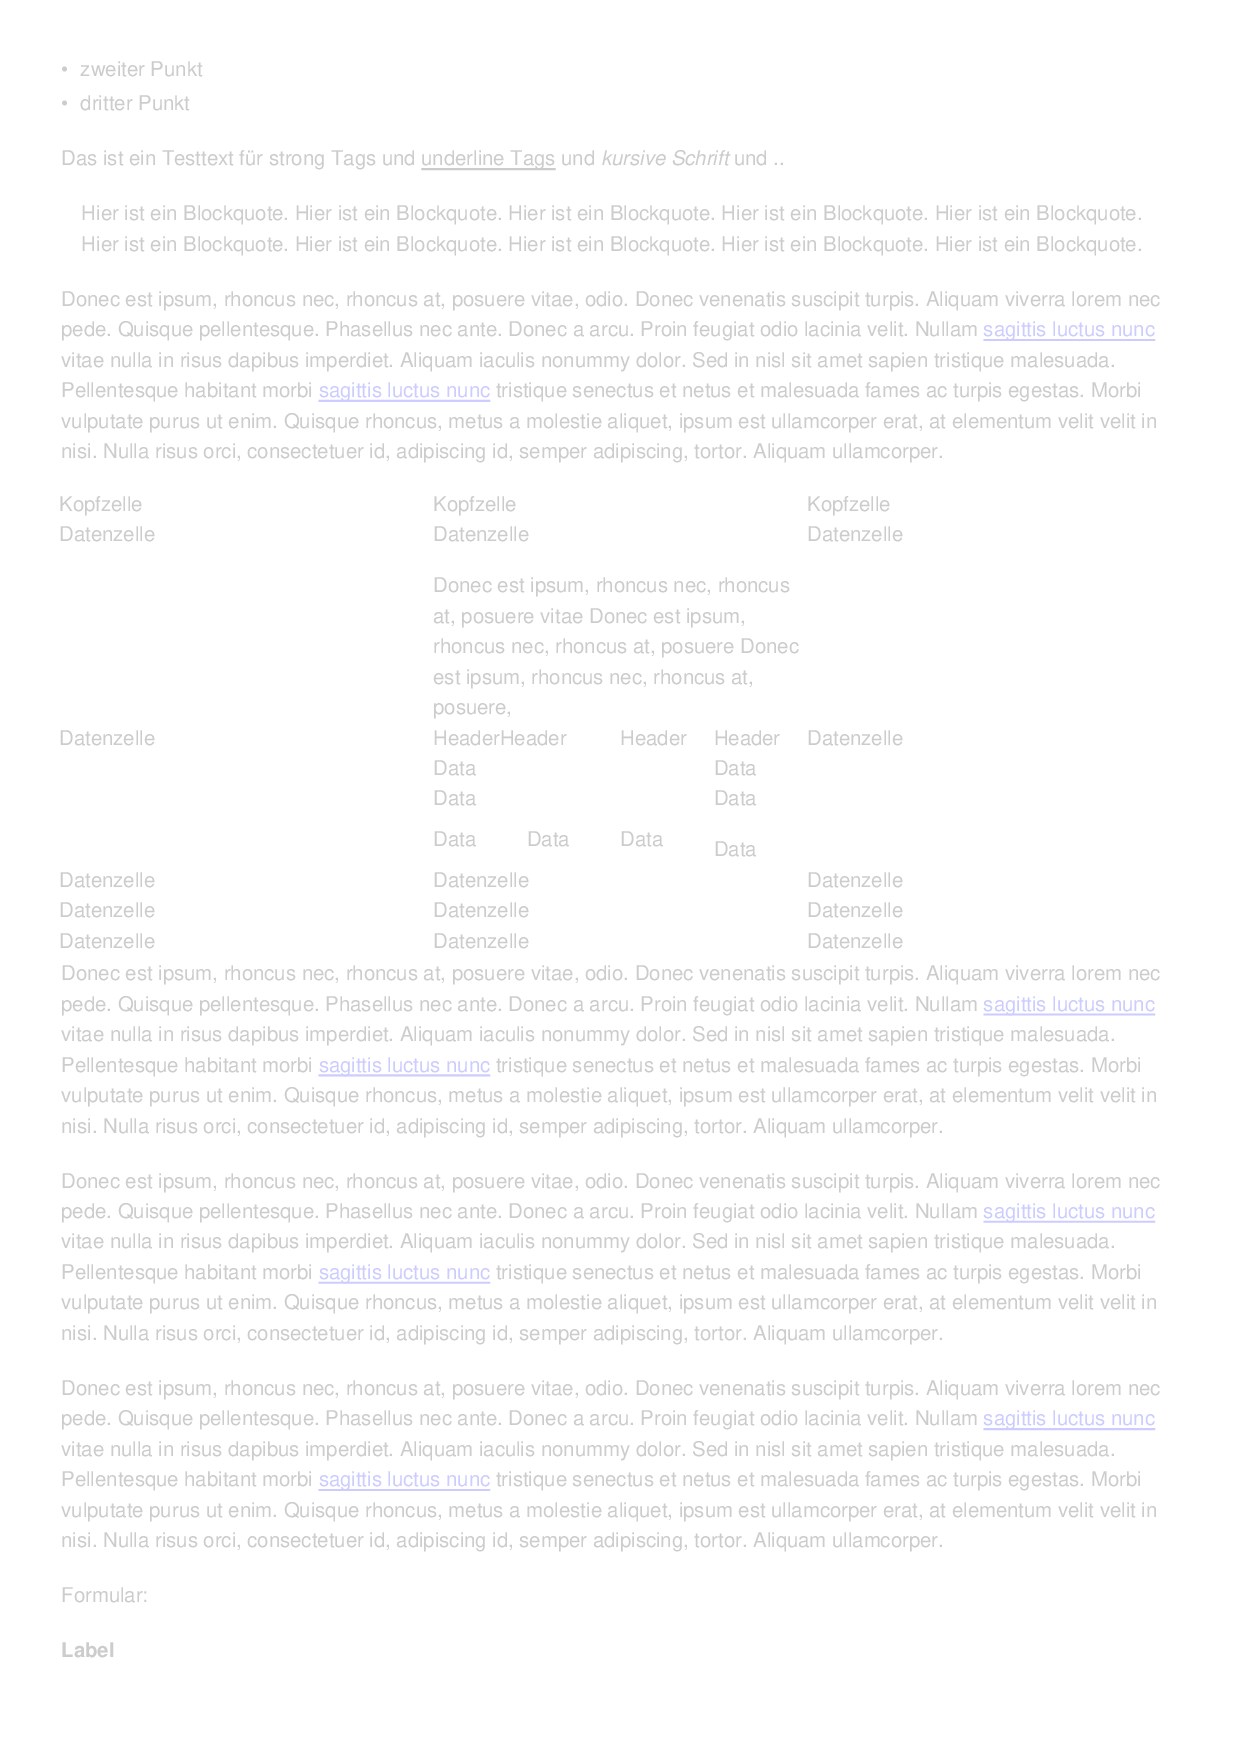 • zweiter Punkt
• dritter Punkt
Das ist ein Testtext für strong Tags und underline Tags und kursive Schrift und ..
Hier ist ein Blockquote. Hier ist ein Blockquote. Hier ist ein Blockquote. Hier ist ein Blockquote. Hier ist ein Blockquote.
Hier ist ein Blockquote. Hier ist ein Blockquote. Hier ist ein Blockquote. Hier ist ein Blockquote. Hier ist ein Blockquote.
Donec est ipsum, rhoncus nec, rhoncus at, posuere vitae, odio. Donec venenatis suscipit turpis. Aliquam viverra lorem nec
pede. Quisque pellentesque. Phasellus nec ante. Donec a arcu. Proin feugiat odio lacinia velit. Nullam sagittis luctus nunc
vitae nulla in risus dapibus imperdiet. Aliquam iaculis nonummy dolor. Sed in nisl sit amet sapien tristique malesuada.
Pellentesque habitant morbi sagittis luctus nunc tristique senectus et netus et malesuada fames ac turpis egestas. Morbi
vulputate purus ut enim. Quisque rhoncus, metus a molestie aliquet, ipsum est ullamcorper erat, at elementum velit velit in
nisi. Nulla risus orci, consectetuer id, adipiscing id, semper adipiscing, tortor. Aliquam ullamcorper.
Kopfzelle Kopfzelle Kopfzelle
Datenzelle Datenzelle Datenzelle
Donec est ipsum, rhoncus nec, rhoncus
at, posuere vitae Donec est ipsum,
rhoncus nec, rhoncus at, posuere Donec
est ipsum, rhoncus nec, rhoncus at,
posuere,
Datenzelle HeaderHeader Header Header Datenzelle
Data Data
Data Data
Data Data Data Data
Datenzelle Datenzelle Datenzelle
Datenzelle Datenzelle Datenzelle
Datenzelle Datenzelle Datenzelle
Donec est ipsum, rhoncus nec, rhoncus at, posuere vitae, odio. Donec venenatis suscipit turpis. Aliquam viverra lorem nec
pede. Quisque pellentesque. Phasellus nec ante. Donec a arcu. Proin feugiat odio lacinia velit. Nullam sagittis luctus nunc
vitae nulla in risus dapibus imperdiet. Aliquam iaculis nonummy dolor. Sed in nisl sit amet sapien tristique malesuada.
Pellentesque habitant morbi sagittis luctus nunc tristique senectus et netus et malesuada fames ac turpis egestas. Morbi
vulputate purus ut enim. Quisque rhoncus, metus a molestie aliquet, ipsum est ullamcorper erat, at elementum velit velit in
nisi. Nulla risus orci, consectetuer id, adipiscing id, semper adipiscing, tortor. Aliquam ullamcorper.
Donec est ipsum, rhoncus nec, rhoncus at, posuere vitae, odio. Donec venenatis suscipit turpis. Aliquam viverra lorem nec
pede. Quisque pellentesque. Phasellus nec ante. Donec a arcu. Proin feugiat odio lacinia velit. Nullam sagittis luctus nunc
vitae nulla in risus dapibus imperdiet. Aliquam iaculis nonummy dolor. Sed in nisl sit amet sapien tristique malesuada.
Pellentesque habitant morbi sagittis luctus nunc tristique senectus et netus et malesuada fames ac turpis egestas. Morbi
vulputate purus ut enim. Quisque rhoncus, metus a molestie aliquet, ipsum est ullamcorper erat, at elementum velit velit in
nisi. Nulla risus orci, consectetuer id, adipiscing id, semper adipiscing, tortor. Aliquam ullamcorper.
Donec est ipsum, rhoncus nec, rhoncus at, posuere vitae, odio. Donec venenatis suscipit turpis. Aliquam viverra lorem nec
pede. Quisque pellentesque. Phasellus nec ante. Donec a arcu. Proin feugiat odio lacinia velit. Nullam sagittis luctus nunc
vitae nulla in risus dapibus imperdiet. Aliquam iaculis nonummy dolor. Sed in nisl sit amet sapien tristique malesuada.
Pellentesque habitant morbi sagittis luctus nunc tristique senectus et netus et malesuada fames ac turpis egestas. Morbi
vulputate purus ut enim. Quisque rhoncus, metus a molestie aliquet, ipsum est ullamcorper erat, at elementum velit velit in
nisi. Nulla risus orci, consectetuer id, adipiscing id, semper adipiscing, tortor. Aliquam ullamcorper.
Formular:
Label